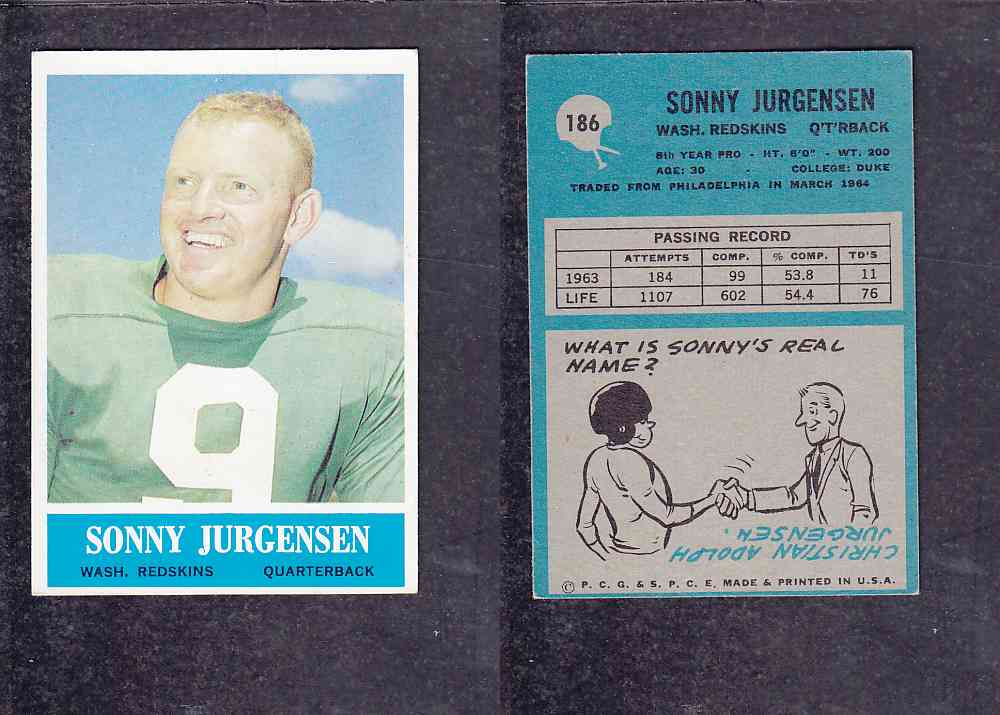 9
SONNY JURGENSEN
WASH. REDSKINS QUARTERBACK
186
SONNY JURGENSEN
WASH. REDSKINS Q'T'RBACK
8th YEAR PRO - HT. 6'0" - WT. 200
AGE: 30 - COLLEGE: DUKE
TRADED FROM PHILADELPHIA IN MARCH 1964
PASSING RECORD
ATTEMPTS COMP. % COMP. TD'S
1963 184 99 53.8 11
LIFE 1107 602 54.4 76
WHAT IS SONNY'S REAL
NAME?
CHRISTIAN ADOLPH
JURGENSEN.
© P. C. G. & S. P. C. E. MADE & PRINTED IN U.S.A.